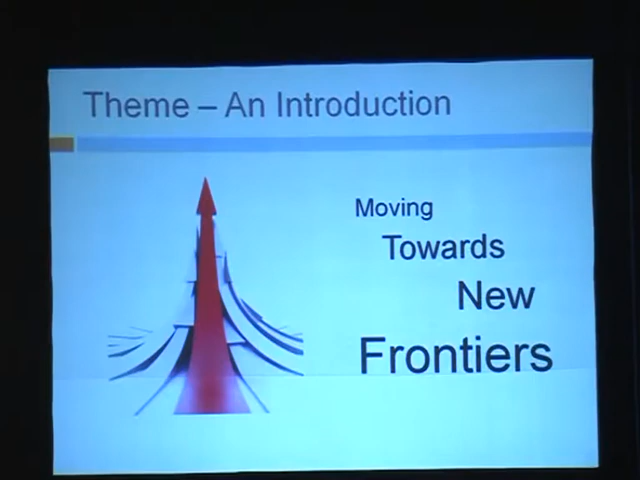 Theme – An Introduction
Moving
Towards
New
Frontiers